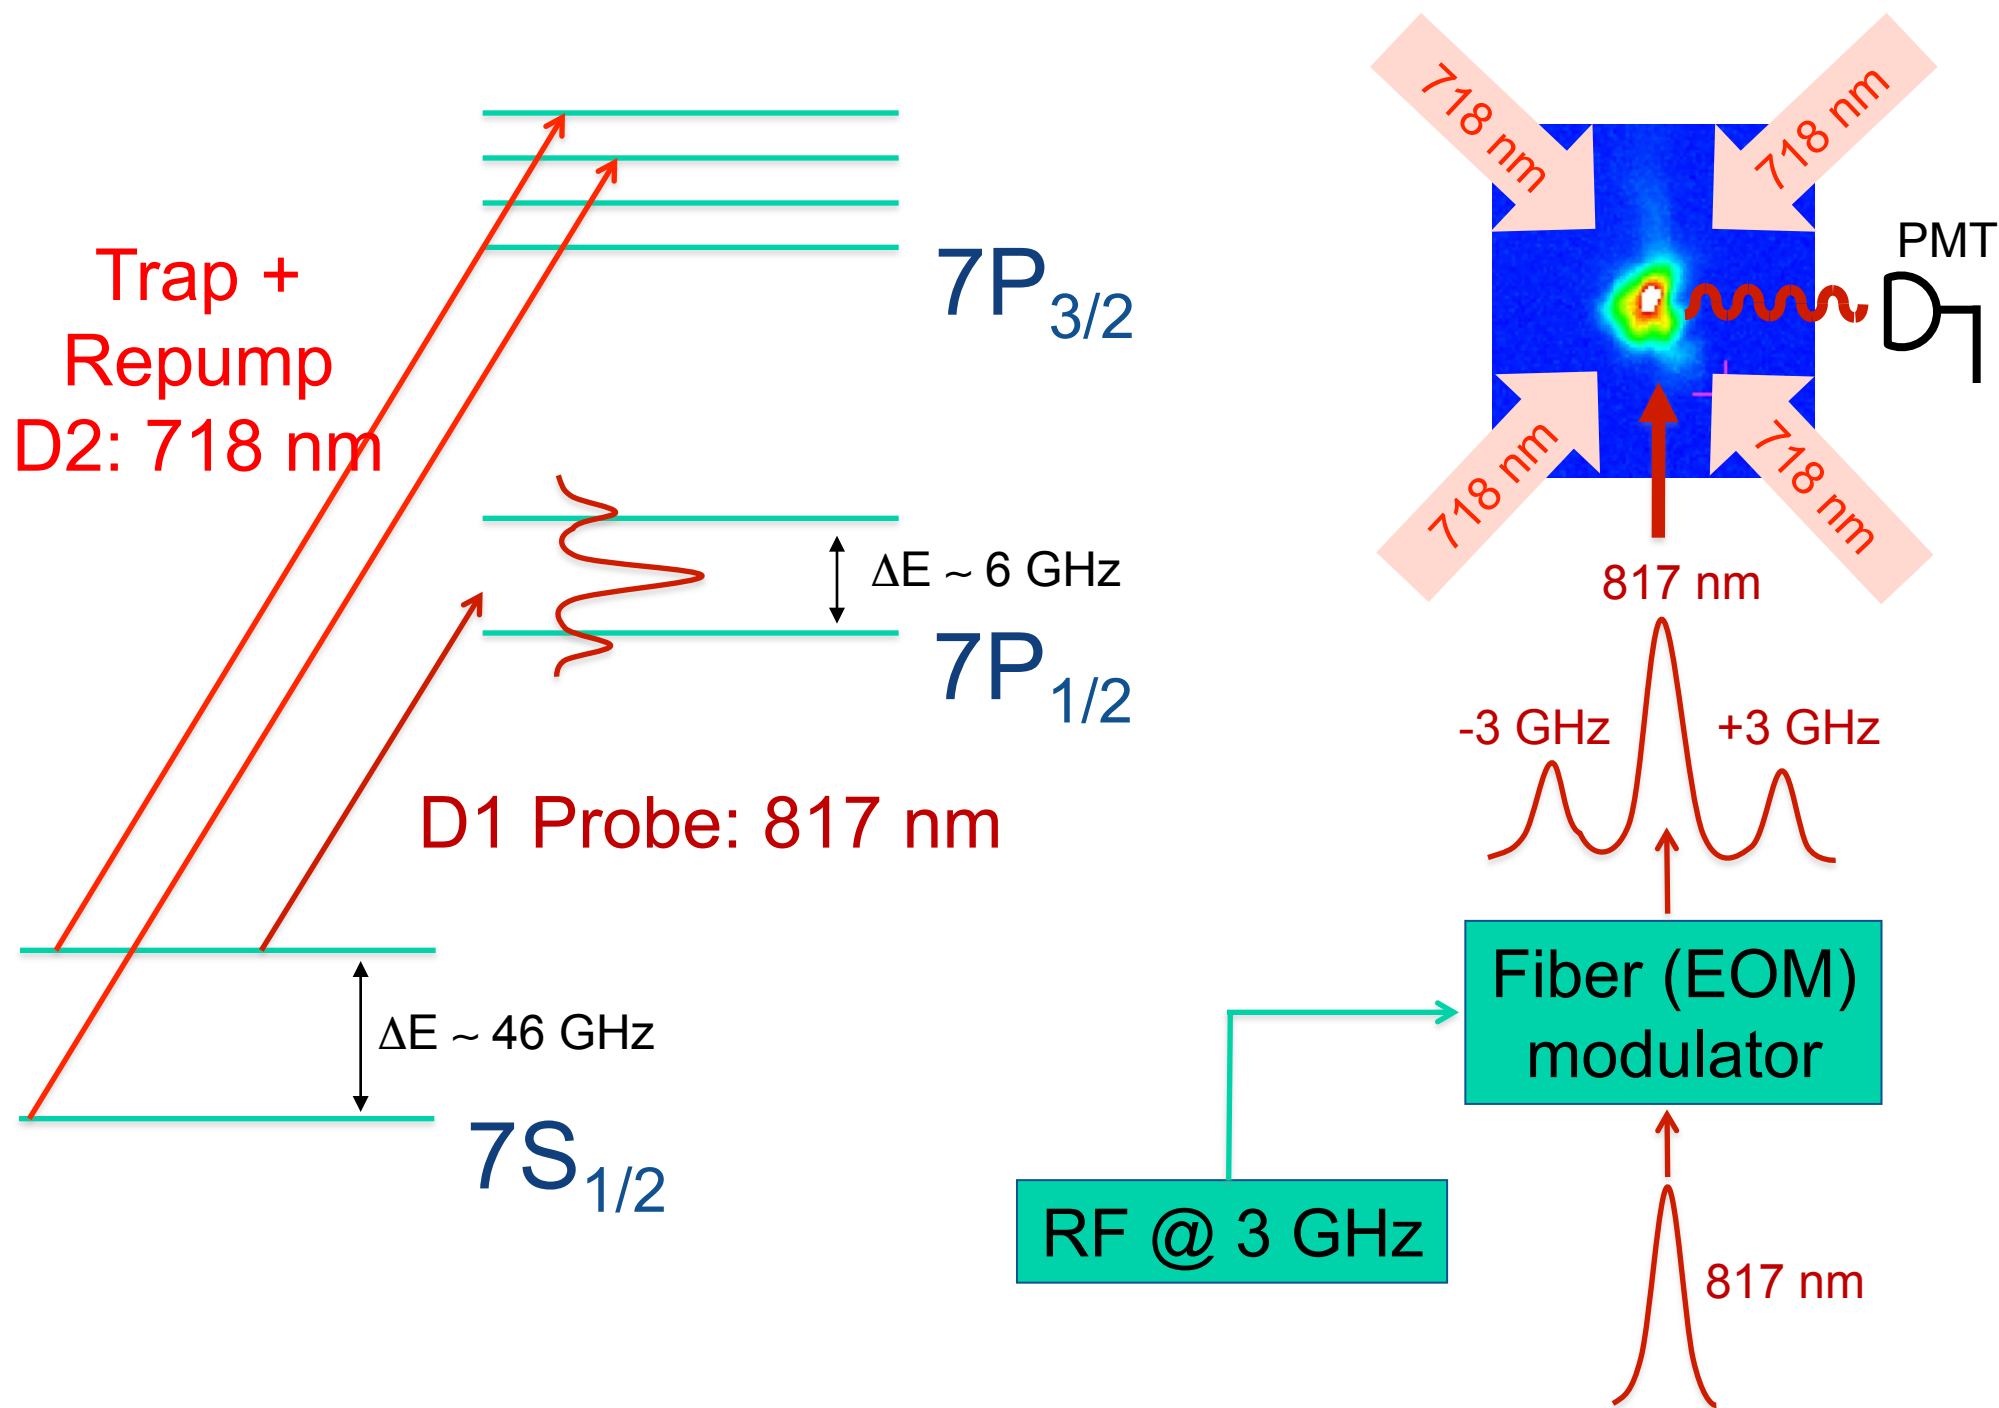 Trap +
Repump
D2: 718 nm
7P3/2
ΔE ~ 6 GHz
7P1/2
D1 Probe: 817 nm
ΔE ~ 46 GHz
7S1/2
718 nm
718 nm
PMT
718 nm
718 nm
817 nm
-3 GHz
+3 GHz
Fiber (EOM)
modulator
RF @ 3 GHz
817 nm